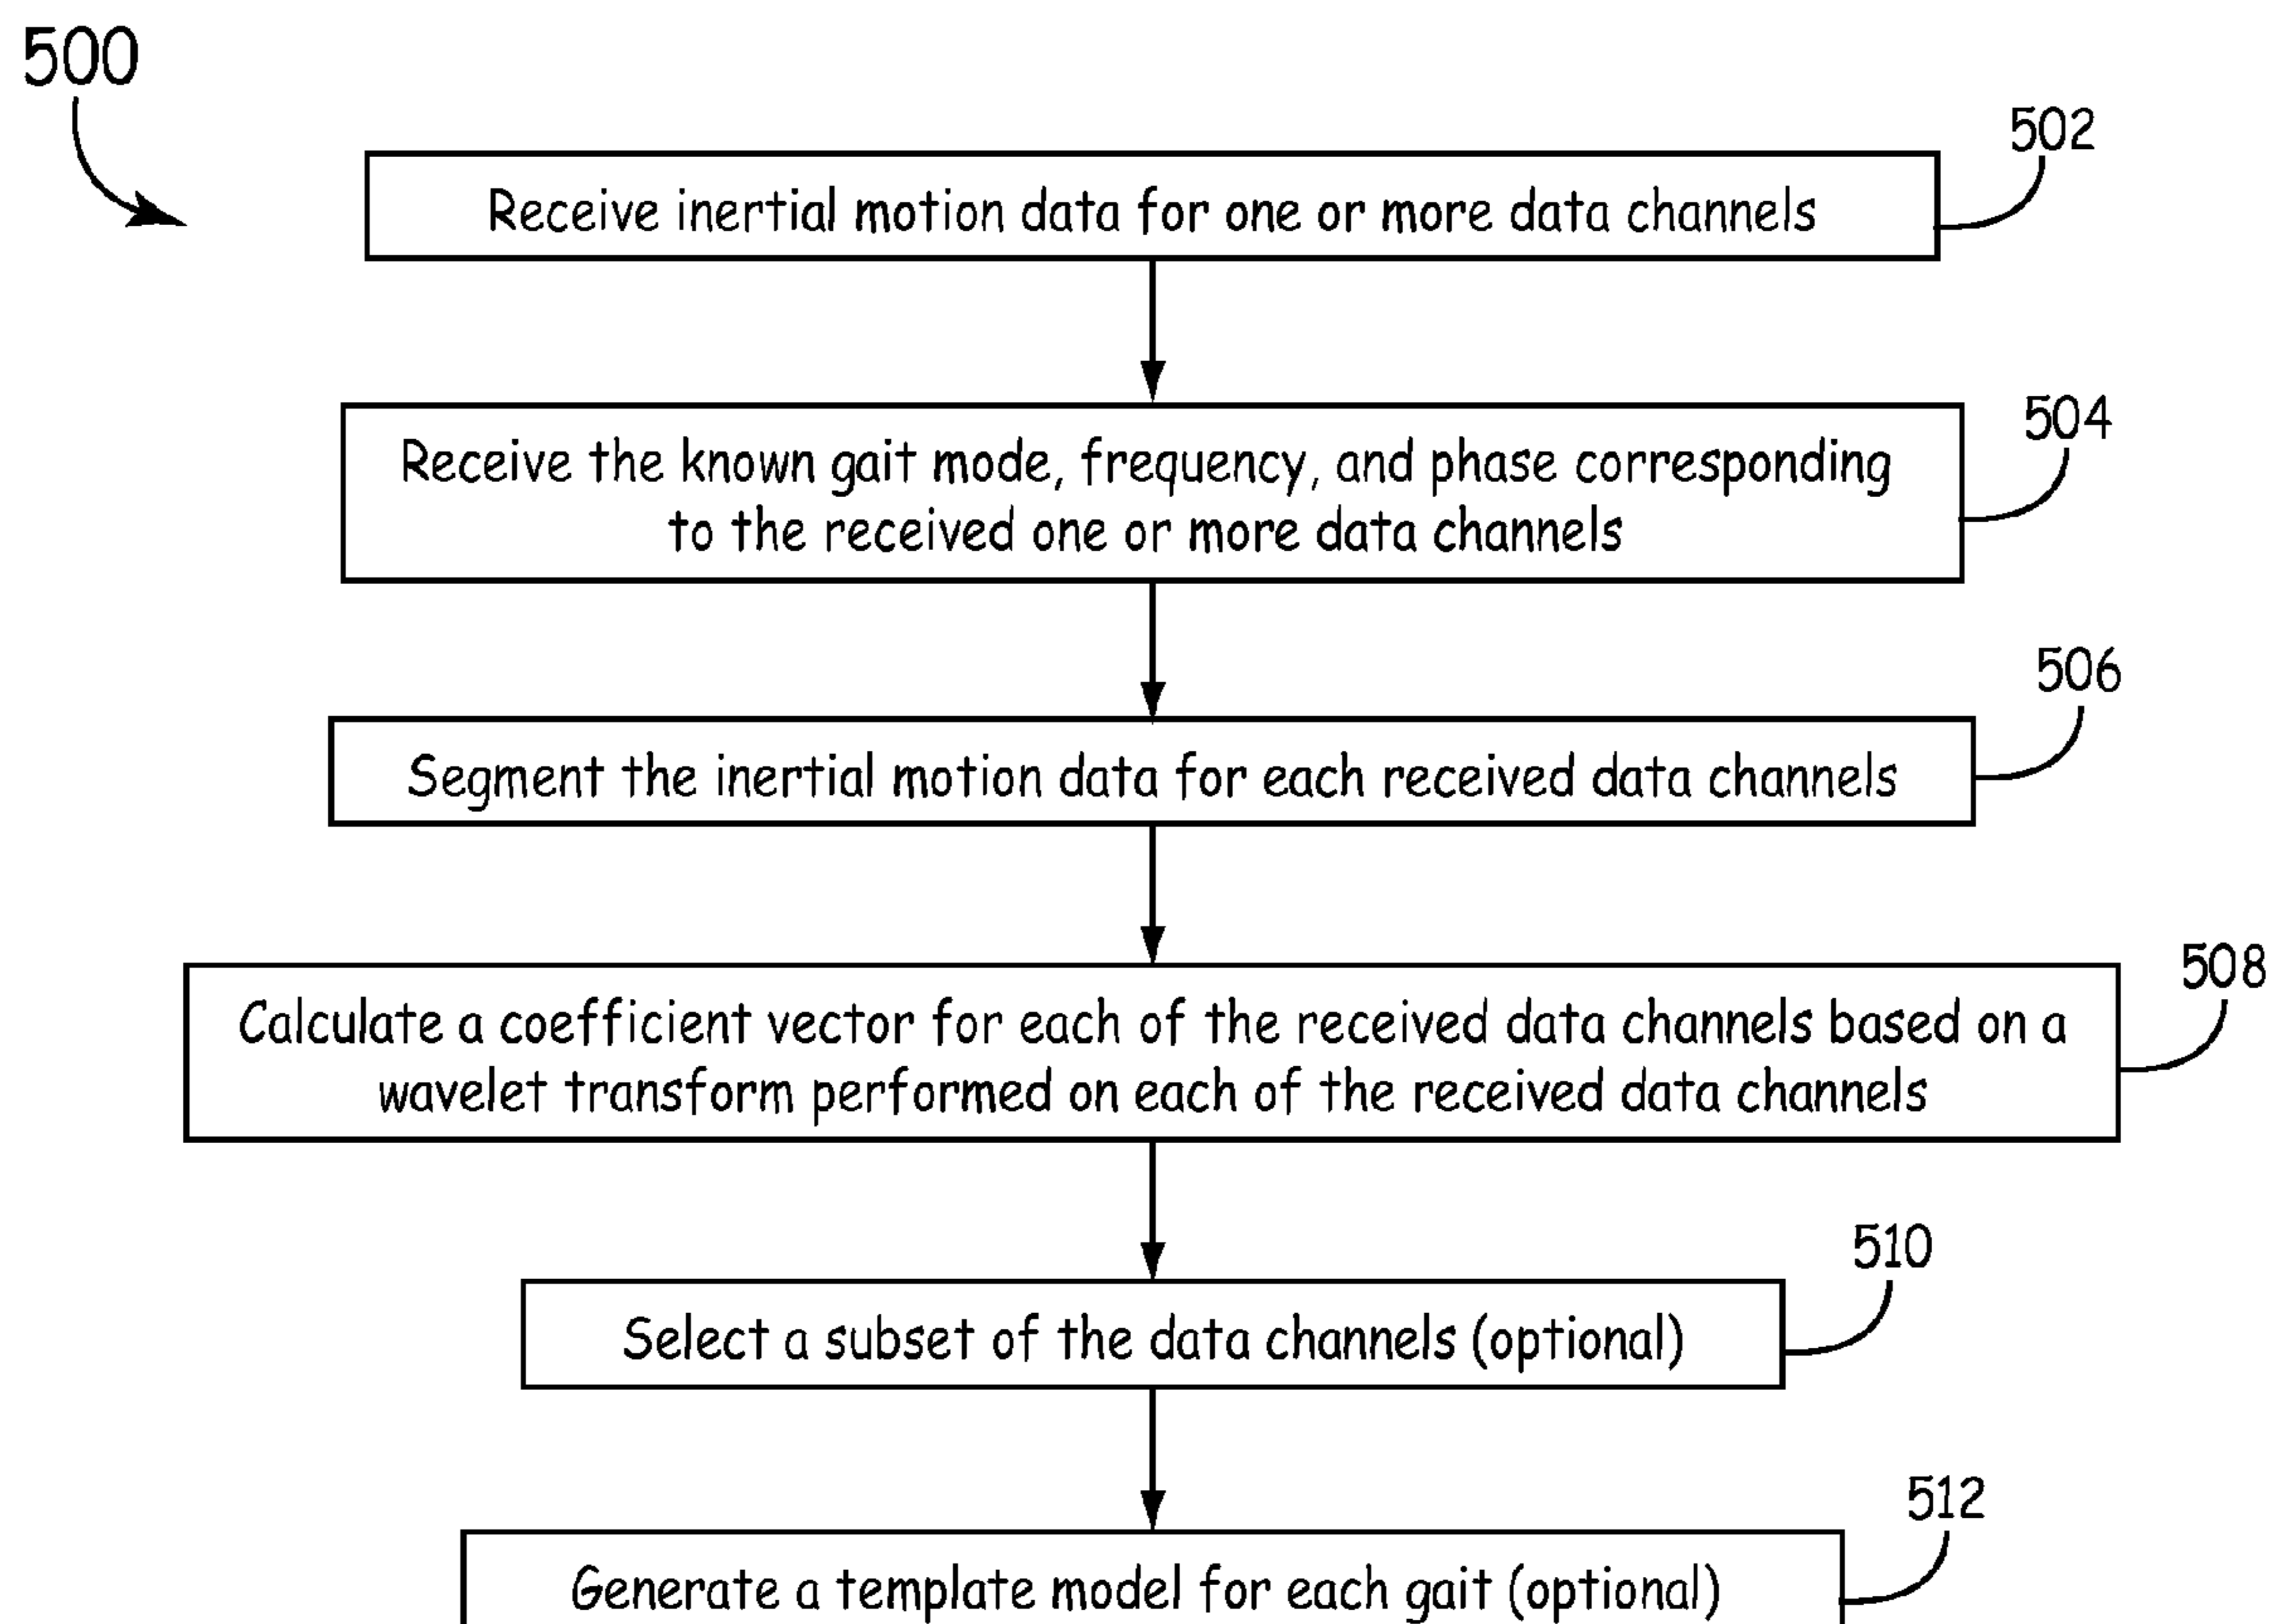 500
502
Receive inertial motion data for one or more data channels
504
Receive the known gait mode, frequency, and phase corresponding
to the received one or more data channels
506
Segment the inertial motion data for each received data channels
508
Calculate a coefficient vector for each of the received data channels based on a
wavelet transform performed on each of the received data channels
510
Select a subset of the data channels (optional)
512
Generate a template model for each gait (optional)